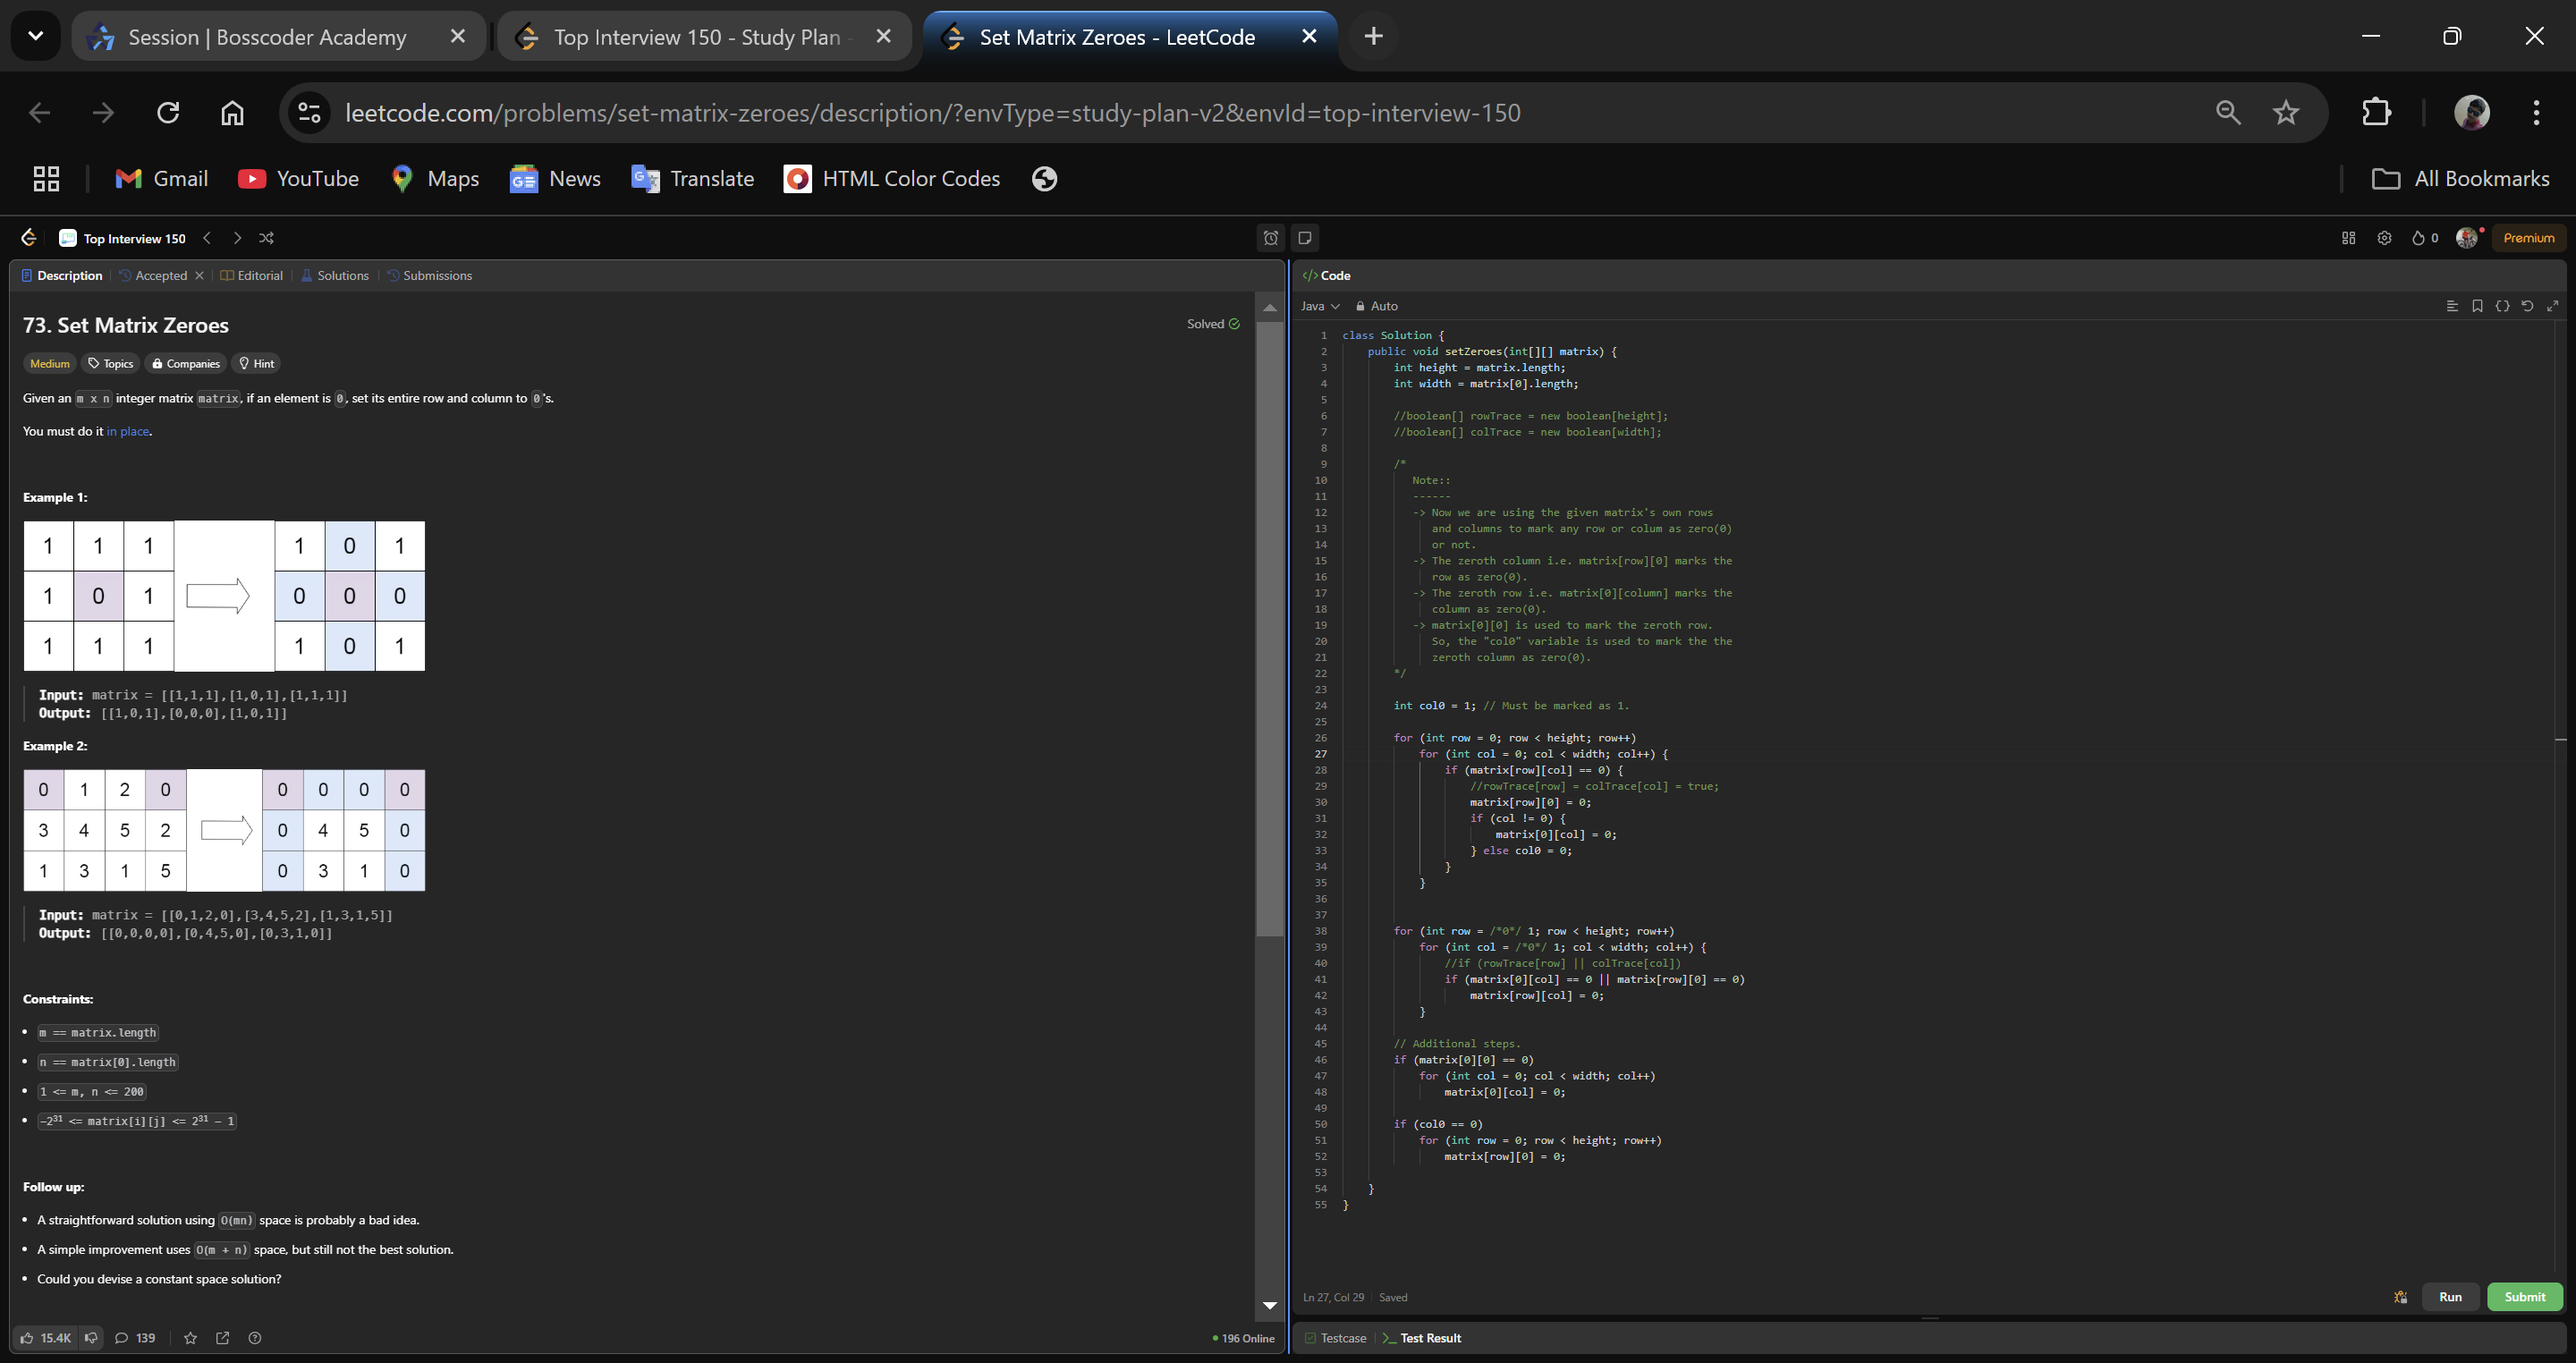 Session | Bosscoder Academy
Top Interview 150 - Study Plan -
Set Matrix Zeroes - LeetCode
leetcode.com/problems/set-matrix-zeroes/description/?envType=study-plan-v2&envId=top-interview-150
Gmail
YouTube
Maps
News
Translate
HTML Color Codes
All Bookmarks
Top Interview 150
0
Premium
Description
Accepted
Editorial
Solutions
Submissions
73. Set Matrix Zeroes
Solved
Medium
Topics
Companies
Hint
Given an m x n integer matrix matrix, if an element is 0, set its entire row and column to 0's.
You must do it in place.
Example 1:
1 1 1 1 0 1
1 0 1 0 0 0
1 1 1 1 0 1
Input: matrix = [[1,1,1],[1,0,1],[1,1,1]]
Output: [[1,0,1],[0,0,0],[1,0,1]]
Example 2:
0 1 2 0 0 0 0 0
3 4 5 2 0 4 5 0
1 3 1 5 0 3 1 0
Input: matrix = [[0,1,2,0],[3,4,5,2],[1,3,1,5]]
Output: [[0,0,0,0],[0,4,5,0],[0,3,1,0]]
Constraints:
• m == matrix.length
• n == matrix[0].length
• 1 <= m, n <= 200
• -2³¹ <= matrix[i][j] <= 2³¹ - 1
Follow up:
• A straightforward solution using O(mn) space is probably a bad idea.
• A simple improvement uses O(m + n) space, but still not the best solution.
• Could you devise a constant space solution?
15.4K
139
196 Online
</> Code
Java
Auto
1 class Solution {
2 public void setZeroes(int[][] matrix) {
3 int height = matrix.length;
4 int width = matrix[0].length;
5
6 //boolean[] rowTrace = new boolean[height];
7 //boolean[] colTrace = new boolean[width];
8
9 /*
10 Note::
11 ------
12 -> Now we are using the given matrix's own rows
13 and columns to mark any row or colum as zero(0)
14 or not.
15 -> The zeroth column i.e. matrix[row][0] marks the
16 row as zero(0).
17 -> The zeroth row i.e. matrix[0][column] marks the
18 column as zero(0).
19 -> matrix[0][0] is used to mark the zeroth row.
20 So, the "col0" variable is used to mark the the
21 zeroth column as zero(0).
22 */
23
24 int col0 = 1; // Must be marked as 1.
25
26 for (int row = 0; row < height; row++)
27 for (int col = 0; col < width; col++) {
28 if (matrix[row][col] == 0) {
29 //rowTrace[row] = colTrace[col] = true;
30 matrix[row][0] = 0;
31 if (col != 0) {
32 matrix[0][col] = 0;
33 } else col0 = 0;
34 }
35 }
36
37
38 for (int row = /*0*/ 1; row < height; row++)
39 for (int col = /*0*/ 1; col < width; col++) {
40 //if (rowTrace[row] || colTrace[col])
41 if (matrix[0][col] == 0 || matrix[row][0] == 0)
42 matrix[row][col] = 0;
43 }
44
45 // Additional steps.
46 if (matrix[0][0] == 0)
47 for (int col = 0; col < width; col++)
48 matrix[0][col] = 0;
49
50 if (col0 == 0)
51 for (int row = 0; row < height; row++)
52 matrix[row][0] = 0;
53
54 }
55 }
Ln 27, Col 29
Saved
Run
Submit
Testcase
Test Result